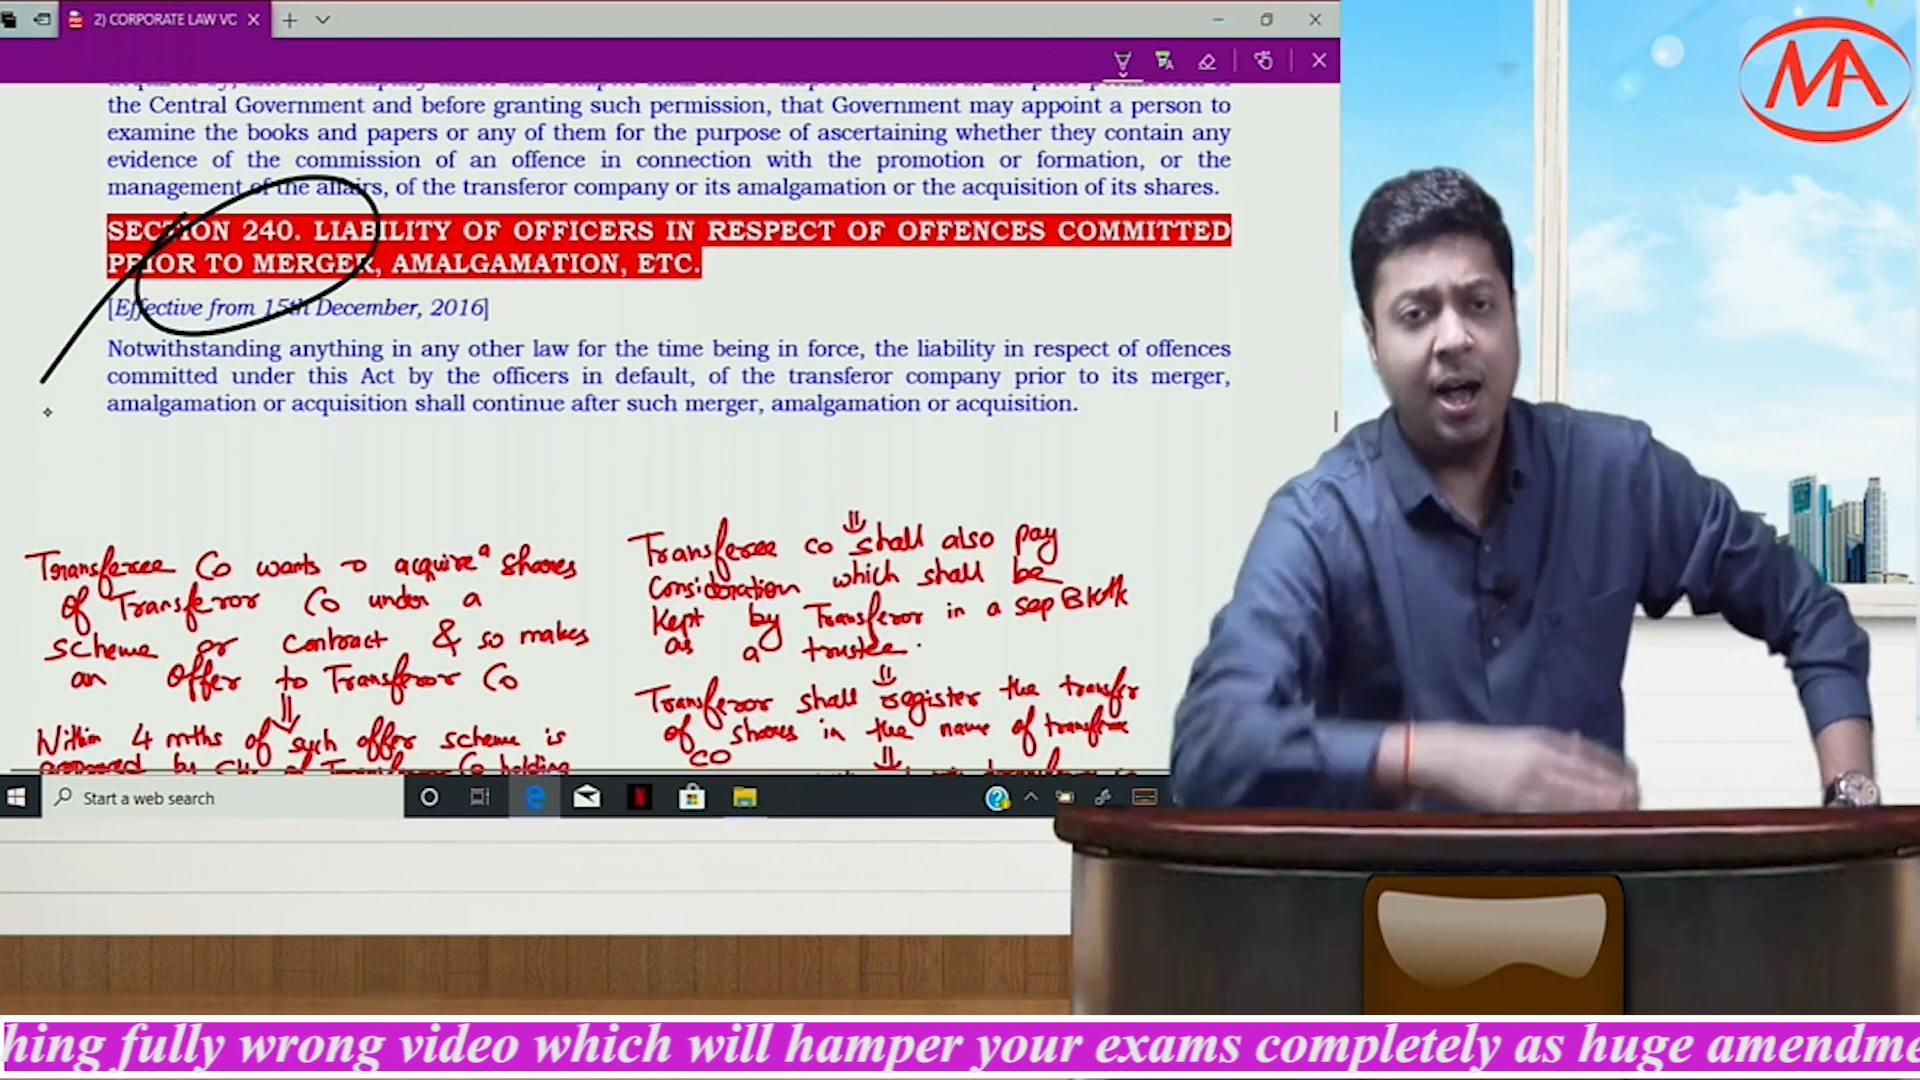 2) CORPORATE LAW VC
the Central Government and before granting such permission, that Government may appoint a person to
examine the books and papers or any of them for the purpose of ascertaining whether they contain any
evidence of the commission of an offence in connection with the promotion or formation, or the
management of the affairs, of the transferor company or its amalgamation or the acquisition of its shares.
SECTION 240. LIABILITY OF OFFICERS IN RESPECT OF OFFENCES COMMITTED
PRIOR TO MERGER, AMALGAMATION, ETC.
[Effective from 15th December, 2016]
Notwithstanding anything in any other law for the time being in force, the liability in respect of offences
committed under this Act by the officers in default, of the transferor company prior to its merger,
amalgamation or acquisition shall continue after such merger, amalgamation or acquisition.
Transferee Co wants to acquire shares
of Transferor Co under a
scheme or contract & so makes
an offer to Transferor Co
Within 4 mths of such offer scheme is
Transferee co shall also pay
Consideration which shall be
kept by Transferor in a sep
as a trustee.
Transferor shall register the transfer
of shares in the name of transferee
CO
Start a web search
MA
hing fully wrong video which will hamper your exams completely as huge amendme